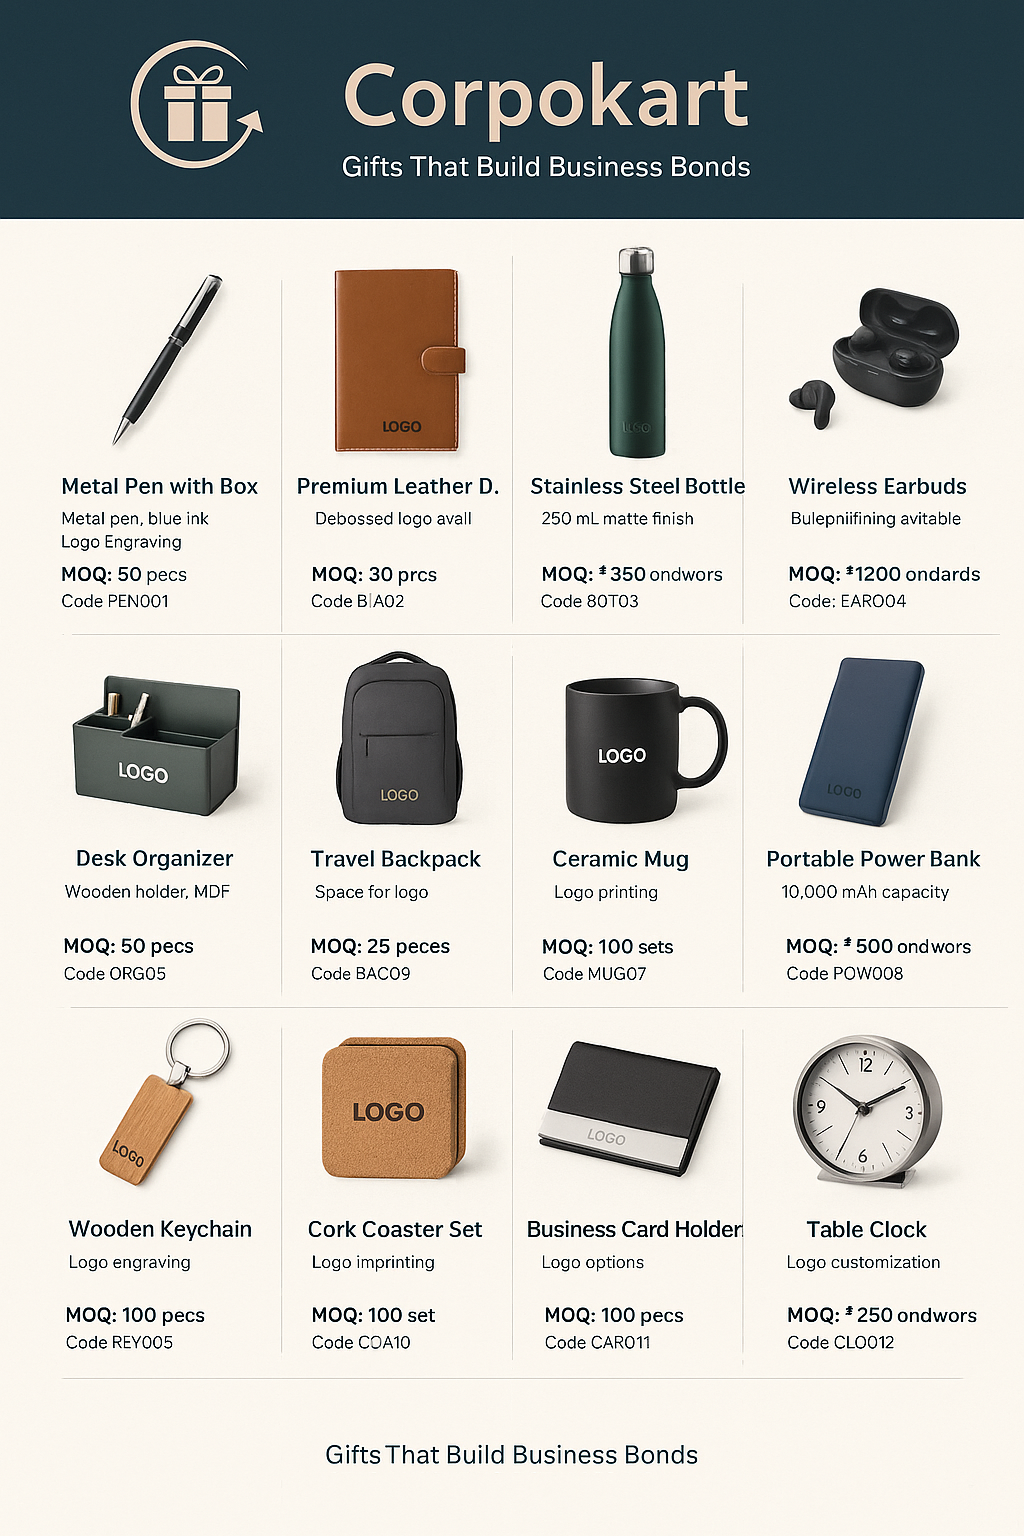 Corpokart
Gifts That Build Business Bonds
LOGO
LOGO
Metal Pen with Box
Metal pen, blue ink
Logo Engraving
MOQ: 50 pecs
Code PEN001
Premium Leather D.
Debossed logo avall
MOQ: 30 prcs
Code B|A02
Stainless Steel Bottle
250 mL matte finish
MOQ: 350 ondwors
Code 80T03
Wireless Earbuds
Bulepniifining avitable
MOQ: 1200 ondards
Code: EARO04
LOGO
LOGO
LOGO
LOGO
Desk Organizer
Wooden holder, MDF
MOQ: 50 pecs
Code ORG05
Travel Backpack
Space for logo
MOQ: 25 peces
Code BAC09
Ceramic Mug
Logo printing
MOQ: 100 sets
Code MUG07
Portable Power Bank
10,000 mAh capacity
MOQ: 500 ondwors
Code POW008
LOGO
LOGO
LOGO
12
9
3
6
Wooden Keychain
Logo engraving
MOQ: 100 pecs
Code REY005
Cork Coaster Set
Logo imprinting
MOQ: 100 set
Code COA10
Business Card Holder
Logo options
MOQ: 100 pecs
Code CAR011
Table Clock
Logo customization
MOQ: 250 ondwors
Code CLO012
Gifts That Build Business Bonds